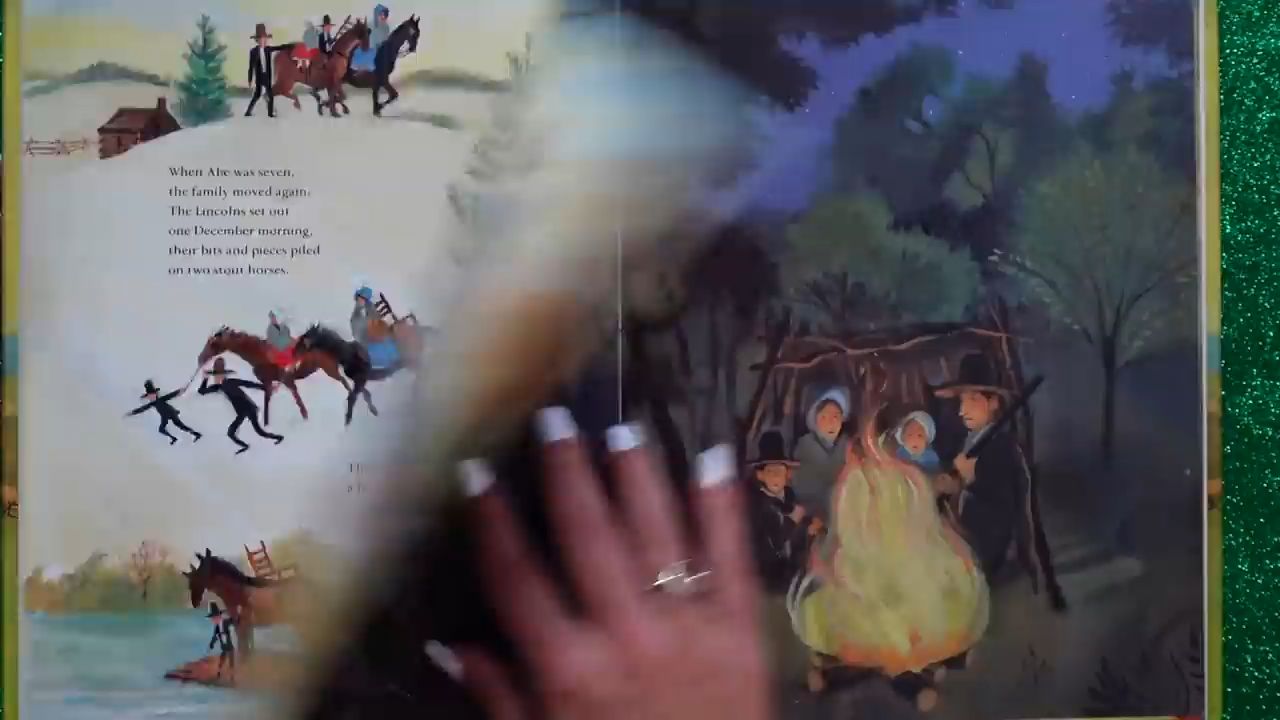 When Abe was seven,
the family moved again.
The Lincolns set out
one December morning,
their bits and pieces piled
on two stout horses.